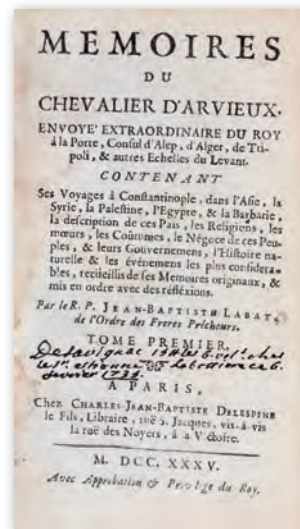 MEMOIRES
DU
CHEVALIER D'ARVIEUX.
ENVOYE' EXTRAORDINAIRE DU ROY
à la Porte, Consul d'Alep, d'Alger, de Tri-
poli, & autres Echelles du Levant.
CONTENANT
Ses Voyages à Constantinople, dans l'Asie, la
Syrie, la Palestine, l'Egypte, & la Barbarie,
la description de ces Païs, les Religions, les
mœurs, les Coûtumes, le Négoce de ces Peu-
ples, & leurs Gouvernemens, l'Histoire na-
turelle & les événemens les plus considera-
bles, recüeillis de ses Memoires originaux, &
mis en ordre avec des réfléxions.
Par le R. P. JEAN-BAPTISTE LABAT,
de l'Ordre des Freres Prêcheurs.
TOME PREMIER.
A PARIS,
Chez CHARLES-JEAN-BAPTISTE DELESPINE
le Fils, Libraire, ruë S. Jacques, vis-à-vis
la ruë des Noyers, à la Victoire.
M. DCC. XXXV.
Avec Approbation & Privilege du Roy.